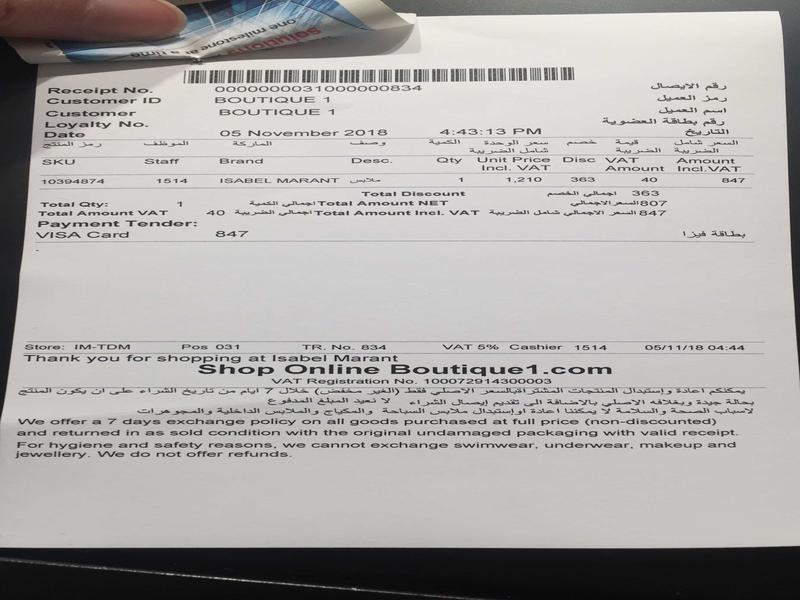 one milestone at a time
solutions
Receipt No. 0000000031000000834 رقم الايصال
Customer ID BOUTIQUE 1 رمز العميل
Customer BOUTIQUE 1 اسم العميل
Loyalty No. رقم بطاقة العضوية
Date 05 November 2018 4:43:13 PM التاريخ
رمز المنتج الموظف الماركة وصف الكمية سعر الوحدة شامل الضريبة خصم قيمة الضريبة السعر شامل الضريبة
SKU Staff Brand Desc. Qty Unit Price Incl. VAT Disc VAT Amount Amount Incl.VAT
10394874 1514 ISABEL MARANT ملابس 1 1,210 363 40 847
Total Discount اجمالي الخصم 363
Total Qty: 1 اجمالي الكمية Total Amount NET السعر الاجمالي 807
Total Amount VAT 40 اجمالي الضريبة Total Amount Incl. VAT السعر الاجمالي شامل الضريبة 847
Payment Tender:
VISA Card 847 بطاقة فيزا
Store: IM-TDM Pos 031 TR. No. 834 VAT 5% Cashier 1514 05/11/18 04:44
Thank you for shopping at Isabel Marant
Shop Online Boutique1.com
VAT Registration No. 100072914300003
يمكنكم اعادة وإستبدال المنتجات المشتراة بالسعر الاصلي فقط (الغير مخفض) خلال 7 ايام من تاريخ الشراء على ان يكون المنتج
بحالة جيدة وبغلافه الاصلي بالاضافة الى تقديم إيصال الشراء لا نعيد المبلغ المدفوع
لاسباب الصحة والسلامة لا يمكننا اعادة اوإستبدل ملابس السباحة والمكياج والملابس الداخلية والمجوهرات
We offer a 7 days exchange policy on all goods purchased at full price (non-discounted)
and returned in as sold condition with the original undamaged packaging with valid receipt.
For hygiene and safety reasons, we cannot exchange swimwear, underwear, makeup and
jewellery. We do not offer refunds.